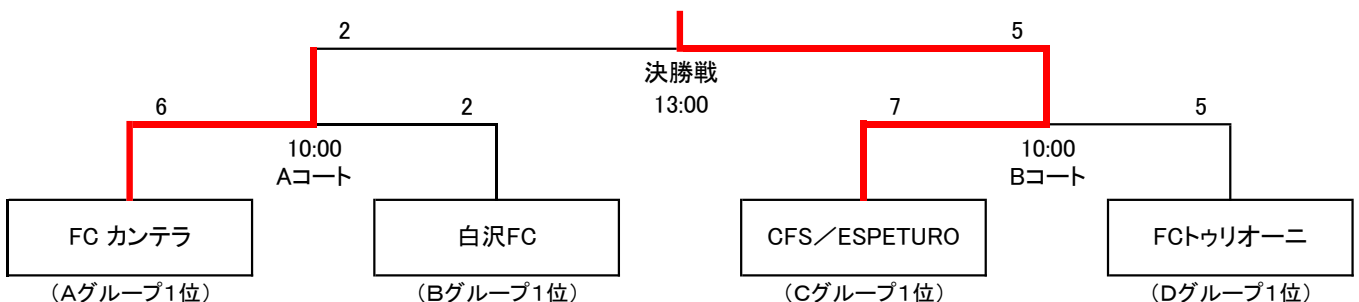 2 5
決勝戦
13:00
6 2 7 5
10:00 10:00
Aコート Bコート
FC カンテラ 白沢FC CFS／ESPETURO FCトゥリオーニ
（Aグループ１位） （Bグループ１位） （Cグループ１位） （Dグループ１位）